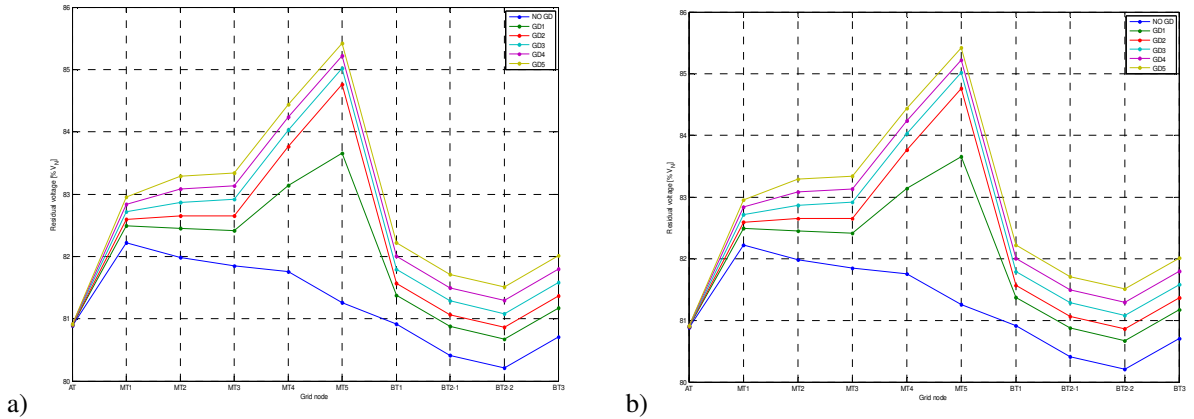 86
85
84
83
82
81
80
Residual voltage [% V_N]
AT MT1 MT2 MT3 MT4 MT5 BT1 BT2-1 BT2-2 BT3
Grid node
NO GD
GD1
GD2
GD3
GD4
GD5
a)
86
85
84
83
82
81
80
Residual voltage [% V_N]
AT MT1 MT2 MT3 MT4 MT5 BT1 BT2-1 BT2-2 BT3
Grid node
NO GD
GD1
GD2
GD3
GD4
GD5
b)